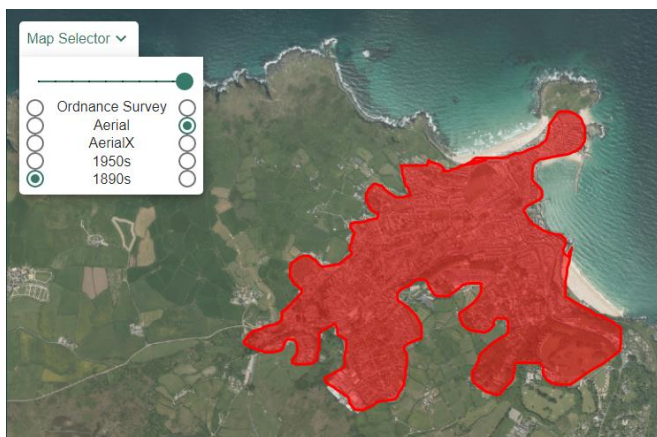 Map Selector
Ordnance Survey
Aerial
AerialX
1950s
1890s